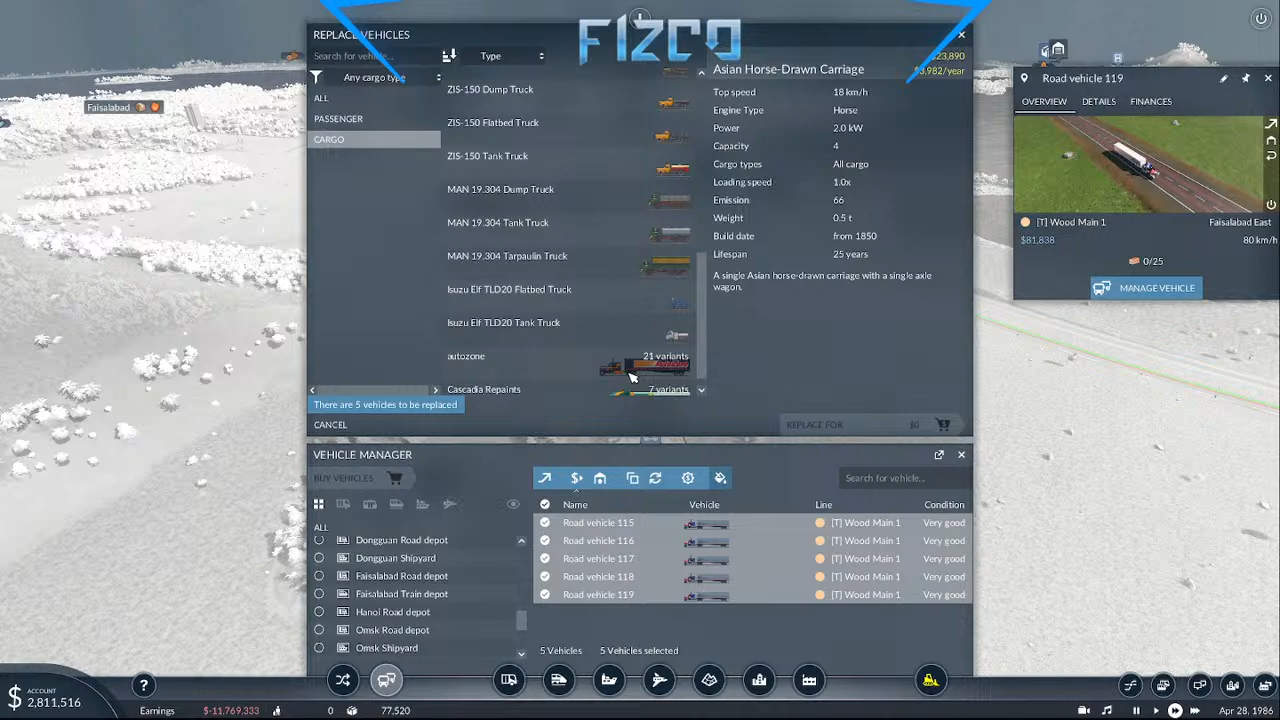 FIZCO
REPLACE VEHICLES
Search for vehic...
Type
Any cargo type
ALL
PASSENGER
CARGO
ZIS-150 Dump Truck
ZIS-150 Flatbed Truck
ZIS-150 Tank Truck
MAN 19.304 Dump Truck
MAN 19.304 Tank Truck
MAN 19.304 Tarpaulin Truck
Isuzu Elf TLD20 Flatbed Truck
Isuzu Elf TLD20 Tank Truck
autozone 21 variants
Cascadia Repaints 7 variants
There are 5 vehicles to be replaced
CANCEL
23,890
$3,982/year
Asian Horse-Drawn Carriage
Top speed 18 km/h
Engine Type Horse
Power 2.0 kW
Capacity 4
Cargo types All cargo
Loading speed 1.0x
Emission 66
Weight 0.5 t
Build date from 1850
Lifespan 25 years
A single Asian horse-drawn carriage with a single axle
wagon.
REPLACE FOR $0
Faisalabad
Road vehicle 119
OVERVIEW DETAILS FINANCES
[T] Wood Main 1 Faisalabad East
$81,838 80 km/h
0/25
MANAGE VEHICLE
VEHICLE MANAGER
BUY VEHICLES
Search for vehicle...
ALL
Dongguan Road depot
Dongguan Shipyard
Faisalabad Road depot
Faisalabad Train depot
Hanoi Road depot
Omsk Road depot
Omsk Shipyard
Name Vehicle Line Condition
Road vehicle 115 [T] Wood Main 1 Very good
Road vehicle 116 [T] Wood Main 1 Very good
Road vehicle 117 [T] Wood Main 1 Very good
Road vehicle 118 [T] Wood Main 1 Very good
Road vehicle 119 [T] Wood Main 1 Very good
5 Vehicles 5 Vehicles selected
$ ACCOUNT
2,811,516
?
Earnings $-11,769,333 0 77,520
Apr 28, 1986